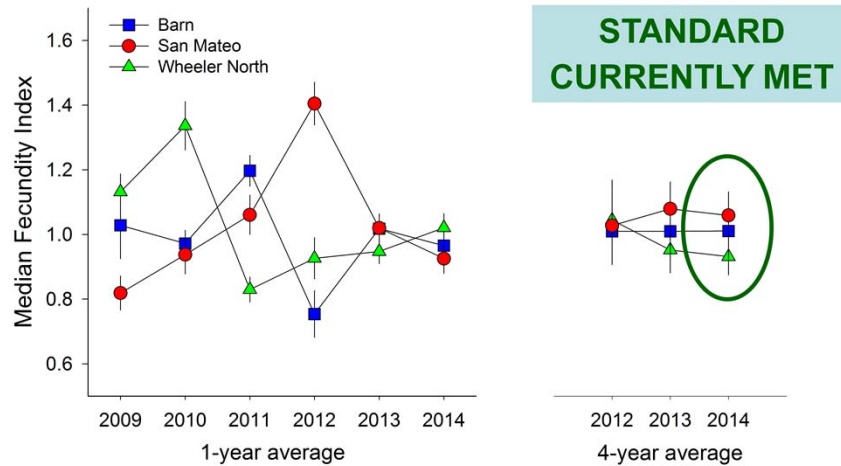 STANDARD
CURRENTLY MET
Barn
San Mateo
Wheeler North
Median Fecundity Index
1.6
1.4
1.2
1.0
0.8
0.6
2009 2010 2011 2012 2013 2014
1-year average
2012 2013 2014
4-year average